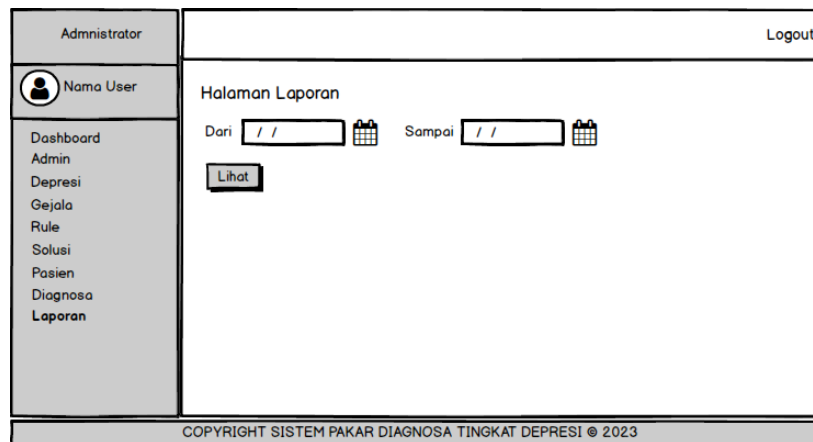 Admnistrator
Logout
Nama User
Halaman Laporan
Dari / / Sampai / /
Lihat
Dashboard
Admin
Depresi
Gejala
Rule
Solusi
Pasien
Diagnosa
Laporan
COPYRIGHT SISTEM PAKAR DIAGNOSA TINGKAT DEPRESI © 2023